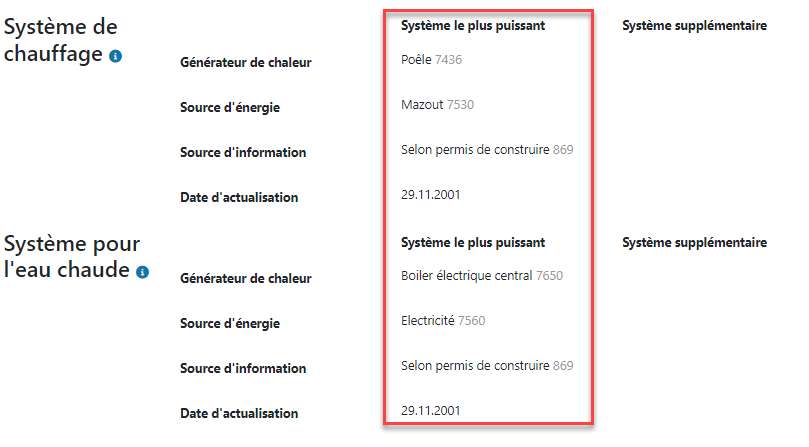 Système de
chauffage
Système le plus puissant
Système supplémentaire
Générateur de chaleur
Poêle 7436
Source d'énergie
Mazout 7530
Source d'information
Selon permis de construire 869
Date d'actualisation
29.11.2001
Système pour
l'eau chaude
Système le plus puissant
Système supplémentaire
Générateur de chaleur
Boiler électrique central 7650
Source d'énergie
Electricité 7560
Source d'information
Selon permis de construire 869
Date d'actualisation
29.11.2001